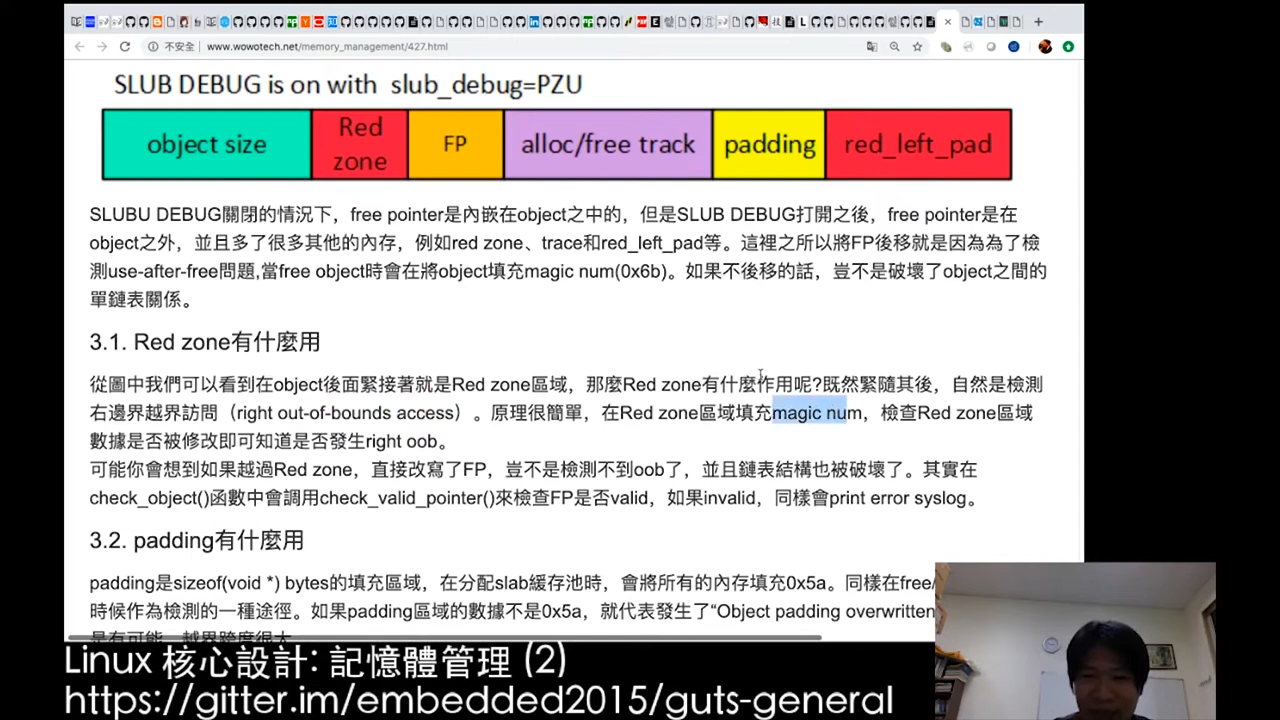 不安全 www.wowotech.net/memory_management/427.html
SLUB DEBUG is on with slub_debug=PZU
object size
Red zone
FP
alloc/free track
padding
red_left_pad
SLUBU DEBUG關閉的情況下，free pointer是內嵌在object之中的，但是SLUB DEBUG打開之後，free pointer是在
object之外，並且多了很多其他的內存，例如red zone、trace和red_left_pad等。這裡之所以將FP後移就是因為為了檢
測use-after-free問題,當free object時會在將object填充magic num(0x6b)。如果不後移的話，豈不是破壞了object之間的
單鏈表關係。
3.1. Red zone有什麼用
從圖中我們可以看到在object後面緊接著就是Red zone區域，那麼Red zone有什麼作用呢?既然緊隨其後，自然是檢測
右邊界越界訪問（right out-of-bounds access）。原理很簡單，在Red zone區域填充magic num，檢查Red zone區域
數據是否被修改即可知道是否發生right oob。
可能你會想到如果越過Red zone，直接改寫了FP，豈不是檢測不到oob了，並且鏈表結構也被破壞了。其實在
check_object()函數中會調用check_valid_pointer()來檢查FP是否valid，如果invalid，同樣會print error syslog。
3.2. padding有什麼用
padding是sizeof(void *) bytes的填充區域，在分配slab緩存池時，會將所有的內存填充0x5a。同樣在free/
時候作為檢測的一種途徑。如果padding區域的數據不是0x5a，就代表發生了“Object padding overwritten
是有可能，越界跨度很大
Linux 核心設計: 記憶體管理 (2)
https://gitter.im/embedded2015/guts-general